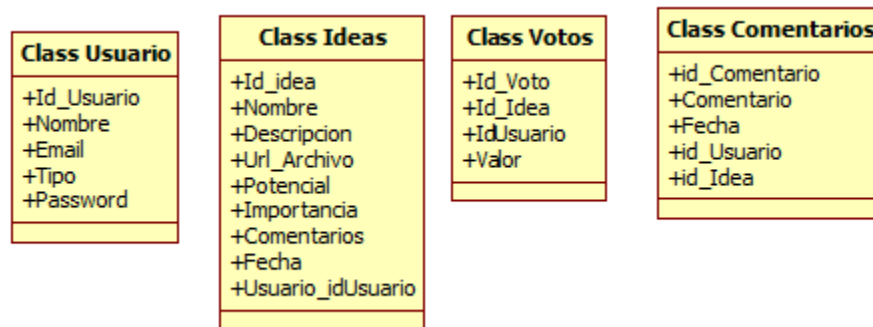 Class Usuario
+Id_Usuario
+Nombre
+Email
+Tipo
+Password
Class Ideas
+Id_idea
+Nombre
+Descripcion
+Url_Archivo
+Potencial
+Importancia
+Comentarios
+Fecha
+Usuario_idUsuario
Class Votos
+Id_Voto
+Id_Idea
+IdUsuario
+Valor
Class Comentarios
+id_Comentario
+Comentario
+Fecha
+id_Usuario
+id_Idea